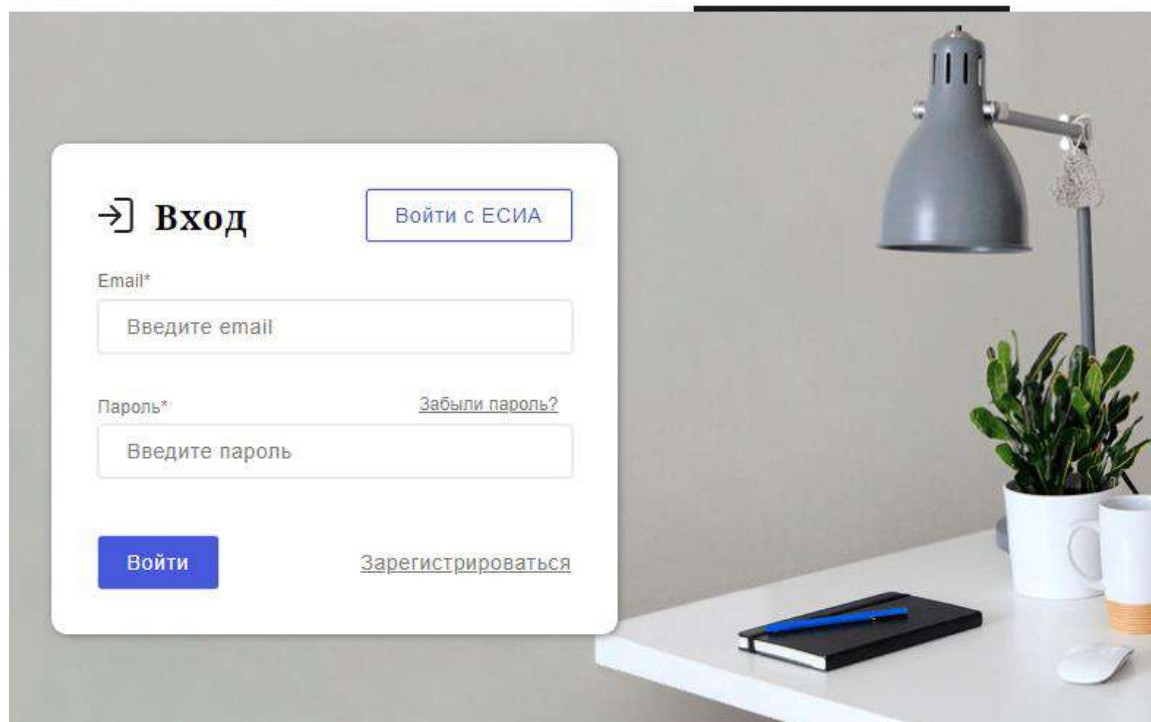 Вход
Войти с ЕСИА
Email*
Введите email
Пароль*
Забыли пароль?
Введите пароль
Войти
Зарегистрироваться